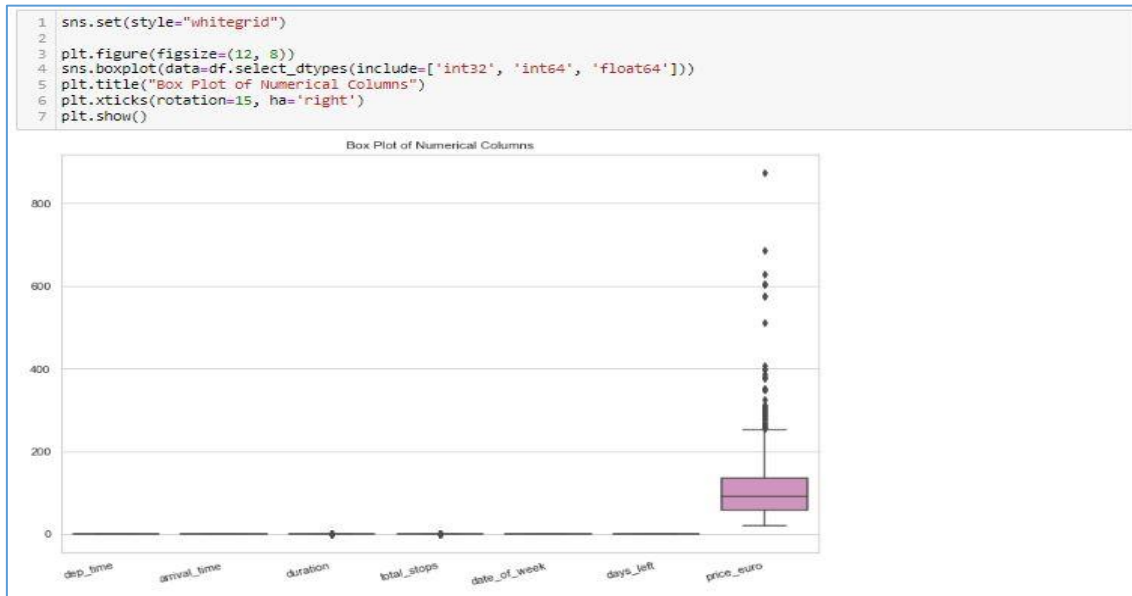 1 sns.set(style="whitegrid")
2
3 plt.figure(figsize=(12, 8))
4 sns.boxplot(data=df.select_dtypes(include=['int32', 'int64', 'float64']))
5 plt.title("Box Plot of Numerical Columns")
6 plt.xticks(rotation=15, ha='right')
7 plt.show()
Box Plot of Numerical Columns
800
600
400
200
0
dep_time arrival_time duration total_stops date_of_week days_left price_euro